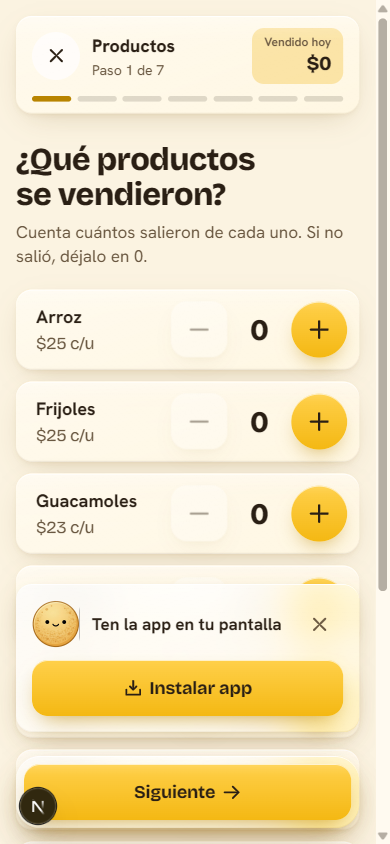 Productos
Paso 1 de 7
Vendido hoy
$0
¿Qué productos
se vendieron?
Cuenta cuántos salieron de cada uno. Si no
salió, déjalo en 0.
Arroz
$25 c/u
0
Frijoles
$25 c/u
0
Guacamoles
$23 c/u
0
Ten la app en tu pantalla
Instalar app
Siguiente →
N